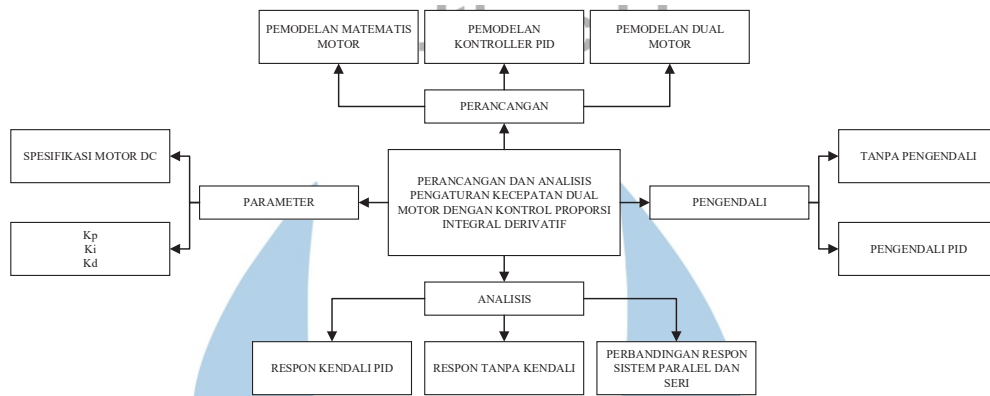 PEMODELAN MATEMATIS
MOTOR
PEMODELAN
KONTROLLER PID
PEMODELAN DUAL
MOTOR
PERANCANGAN
SPESIFIKASI MOTOR DC
TANPA PENGENDALI
PERANCANGAN DAN ANALISIS
PENGATURAN KECEPATAN DUAL
MOTOR DENGAN KONTROL PROPORSI
INTEGRAL DERIVATIF
PARAMETER
PENGENDALI
Kp
Ki
Kd
PENGENDALI PID
ANALISIS
RESPON KENDALI PID
RESPON TANPA KENDALI
PERBANDINGAN RESPON
SISTEM PARALEL DAN
SERI